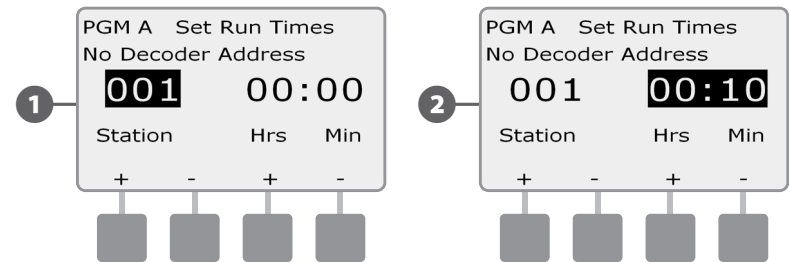 1
PGM A Set Run Times
No Decoder Address
001 00:00
Station Hrs Min
+ - + -
2
PGM A Set Run Times
No Decoder Address
001 00:10
Station Hrs Min
+ - + -